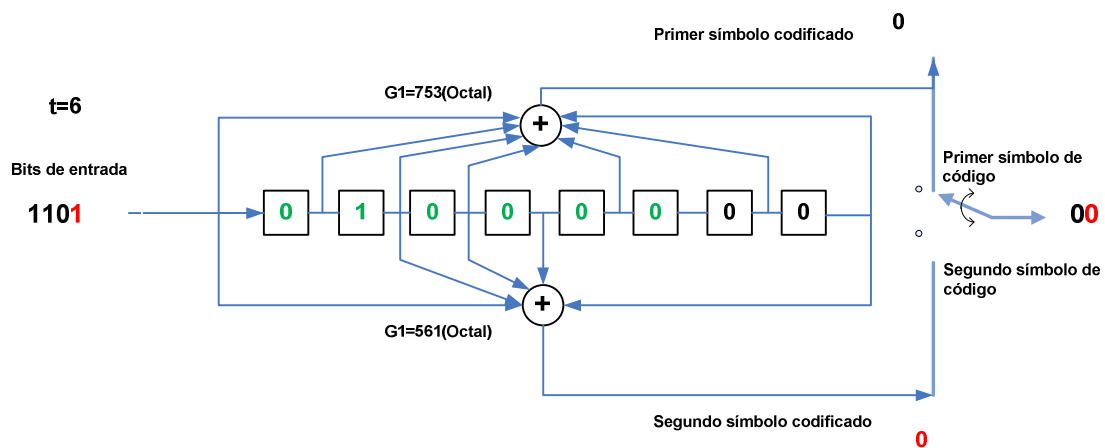 Primer símbolo codificado
0
t=6
G1=753(Octal)
+
Bits de entrada
1101
0
1
0
0
0
0
0
0
Primer símbolo de
código
00
Segundo símbolo de
código
+
G1=561(Octal)
Segundo símbolo codificado
0